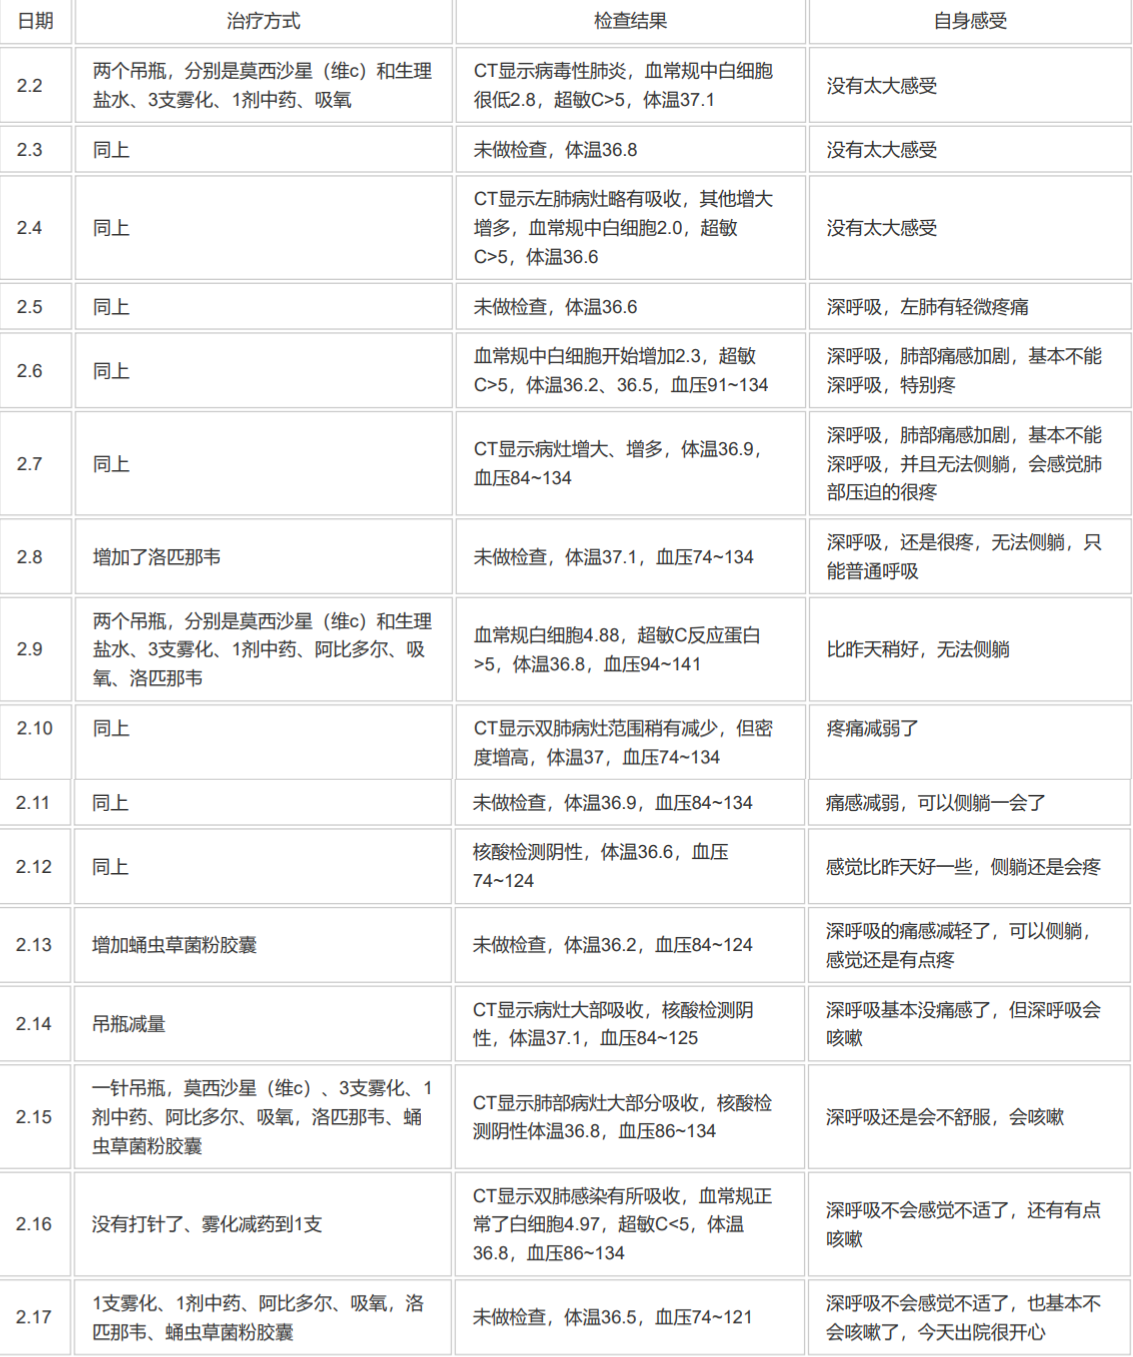 日期 治疗方式 检查结果 自身感受
2.2
两个吊瓶，分别是莫西沙星（维c）和生理
盐水、3支雾化、1剂中药、吸氧
CT显示病毒性肺炎，血常规中白细胞
很低2.8，超敏C>5，体温37.1
没有太大感受
2.3
同上
未做检查，体温36.8
没有太大感受
2.4
同上
CT显示左肺病灶略有吸收，其他增大
增多，血常规中白细胞2.0，超敏
C>5，体温36.6
没有太大感受
2.5
同上
未做检查，体温36.6
深呼吸，左肺有轻微疼痛
2.6
同上
血常规中白细胞开始增加2.3，超敏
C>5，体温36.2、36.5，血压91~134
深呼吸，肺部痛感加剧，基本不能
深呼吸，特别疼
2.7
同上
CT显示病灶增大、增多，体温36.9，
血压84~134
深呼吸，肺部痛感加剧，基本不能
深呼吸，并且无法侧躺，会感觉肺
部压迫的很疼
2.8
增加了洛匹那韦
未做检查，体温37.1，血压74~134
深呼吸，还是很疼，无法侧躺，只
能普通呼吸
2.9
两个吊瓶，分别是莫西沙星（维c）和生理
盐水、3支雾化、1剂中药、阿比多尔、吸
氧、洛匹那韦
血常规白细胞4.88，超敏C反应蛋白
>5，体温36.8，血压94~141
比昨天稍好，无法侧躺
2.10
同上
CT显示双肺病灶范围稍有减少，但密
度增高，体温37，血压74~134
疼痛减弱了
2.11
同上
未做检查，体温36.9，血压84~134
痛感减弱，可以侧躺一会了
2.12
同上
核酸检测阴性，体温36.6，血压
74~124
感觉比昨天好一些，侧躺还是会疼
2.13
增加蛹虫草菌粉胶囊
未做检查，体温36.2，血压84~124
深呼吸的痛感减轻了，可以侧躺，
感觉还是有点疼
2.14
吊瓶减量
CT显示病灶大部吸收，核酸检测阴
性，体温37.1，血压84~125
深呼吸基本没痛感了，但深呼吸会
咳嗽
2.15
一针吊瓶，莫西沙星（维c）、3支雾化、1
剂中药、阿比多尔、吸氧，洛匹那韦、蛹
虫草菌粉胶囊
CT显示肺部病灶大部分吸收，核酸检
测阴性体温36.8，血压86~134
深呼吸还是会不舒服，会咳嗽
2.16
没有打针了、雾化减药到1支
CT显示双肺感染有所吸收，血常规正
常了白细胞4.97，超敏C<5，体温
36.8，血压86~134
深呼吸不会感觉不适了，还有有点
咳嗽
2.17
1支雾化、1剂中药、阿比多尔、吸氧，洛
匹那韦、蛹虫草菌粉胶囊
未做检查，体温36.5，血压74~121
深呼吸不会感觉不适了，也基本不
会咳嗽了，今天出院很开心